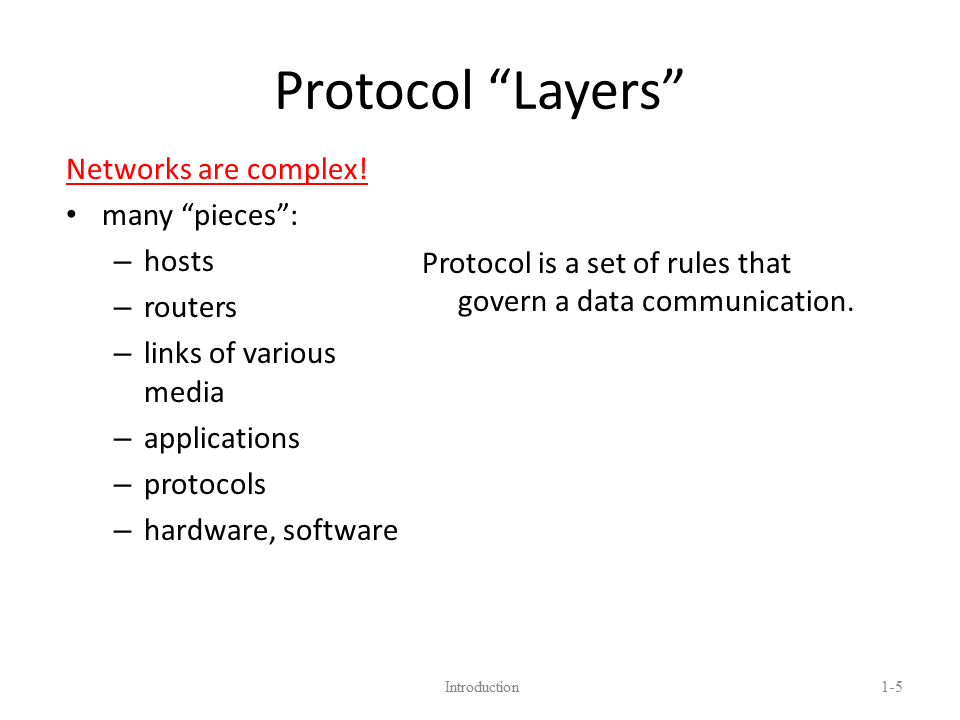 Protocol “Layers”
Networks are complex!
• many “pieces”:
– hosts
– routers
– links of various
media
– applications
– protocols
– hardware, software
Protocol is a set of rules that
govern a data communication.
Introduction
1-5